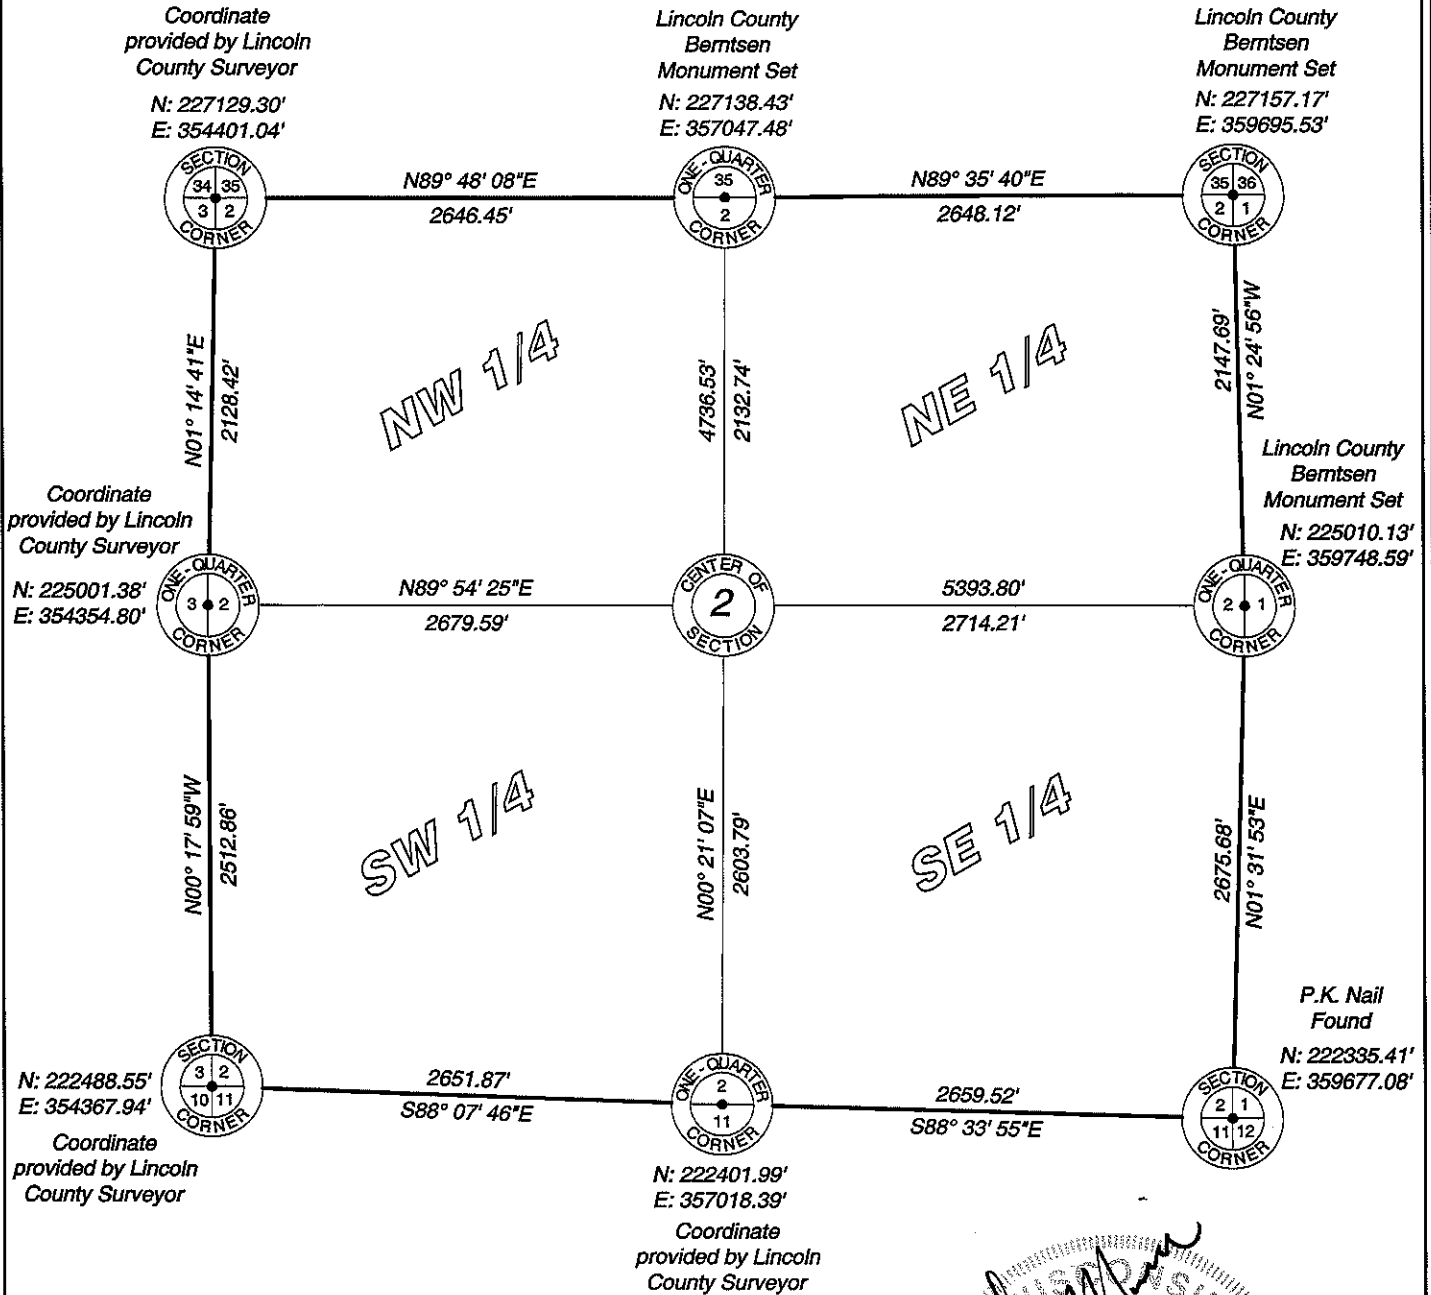 Coordinate
provided by Lincoln
County Surveyor
N: 227129.30'
E: 354401.04'
Lincoln County
Berntsen
Monument Set
N: 227138.43'
E: 357047.48'
Lincoln County
Berntsen
Monument Set
N: 227157.17'
E: 359695.53'
SECTION
34 35
3 2
CORNER
N89° 48' 08"E
2646.45'
ONE-QUARTER
35
2
CORNER
N89° 35' 40"E
2648.12'
SECTION
35 36
2 1
CORNER
N01° 14' 41"E
2128.42'
NW 1/4
4736.53'
2132.74'
NE 1/4
2147.69'
N01° 24' 56"W
Coordinate
provided by Lincoln
County Surveyor
N: 225001.38'
E: 354354.80'
ONE-QUARTER
3 2
CORNER
N89° 54' 25"E
2679.59'
CENTER OF
2
SECTION
5393.80'
2714.21'
Lincoln County
Berntsen
Monument Set
N: 225010.13'
E: 359748.59'
ONE-QUARTER
2 1
CORNER
N00° 17' 59"W
2512.86'
SW 1/4
N00° 21' 07"E
2603.79'
SE 1/4
2675.68'
N01° 31' 53"E
N: 222488.55'
E: 354367.94'
Coordinate
provided by Lincoln
County Surveyor
SECTION
3 2
10 11
CORNER
2651.87'
S88° 07' 46"E
ONE-QUARTER
2
11
CORNER
N: 222401.99'
E: 357018.39'
Coordinate
provided by Lincoln
County Surveyor
2659.52'
S88° 33' 55"E
P.K. Nail
Found
N: 222335.41'
E: 359677.08'
SECTION
2 1
11 12
CORNER
WISCONSI